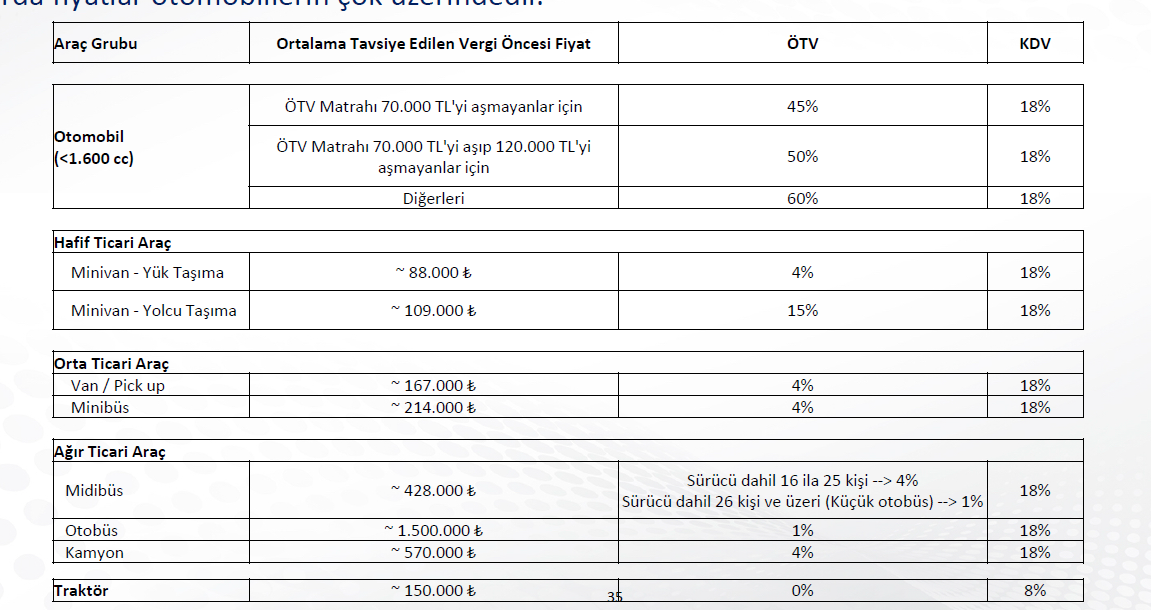 fiyatlar otomobillerin çok üzerindedir.
Araç Grubu Ortalama Tavsiye Edilen Vergi Öncesi Fiyat ÖTV KDV
Otomobil
(<1.600 cc)
ÖTV Matrahı 70.000 TL'yi aşmayanlar için 45% 18%
ÖTV Matrahı 70.000 TL'yi aşıp 120.000 TL'yi
aşmayanlar için
50% 18%
Diğerleri 60% 18%
Hafif Ticari Araç
Minivan - Yük Taşıma ~ 88.000 ₺ 4% 18%
Minivan - Yolcu Taşıma ~ 109.000 ₺ 15% 18%
Orta Ticari Araç
Van / Pick up ~ 167.000 ₺ 4% 18%
Minibüs ~ 214.000 ₺ 4% 18%
Ağır Ticari Araç
Midibüs ~ 428.000 ₺
Sürücü dahil 16 ila 25 kişi --> 4%
Sürücü dahil 26 kişi ve üzeri (Küçük otobüs) --> 1%
18%
Otobüs ~ 1.500.000 ₺ 1% 18%
Kamyon ~ 570.000 ₺ 4% 18%
Traktör ~ 150.000 ₺ 0% 8%
35